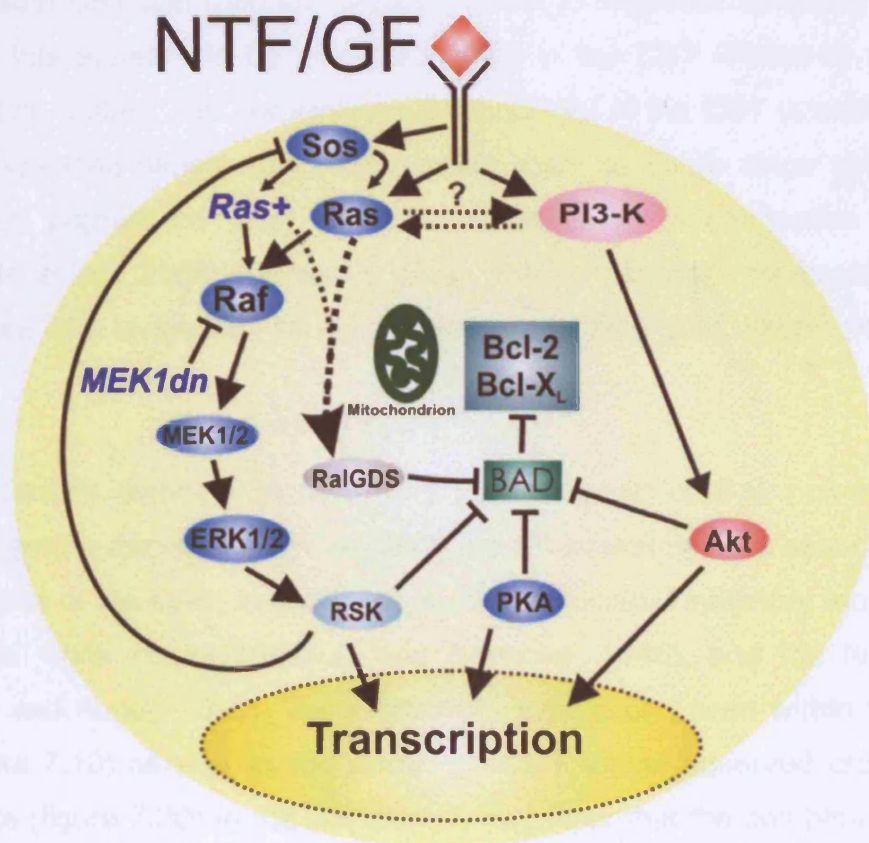 NTF/GF
Sos
?
Ras+
Ras
PI3-K
Raf
Bcl-2
Bcl-XL
MEK1dn
Mitochondrion
MEK1/2
RalGDS
BAD
ERK1/2
Akt
RSK
PKA
Transcription